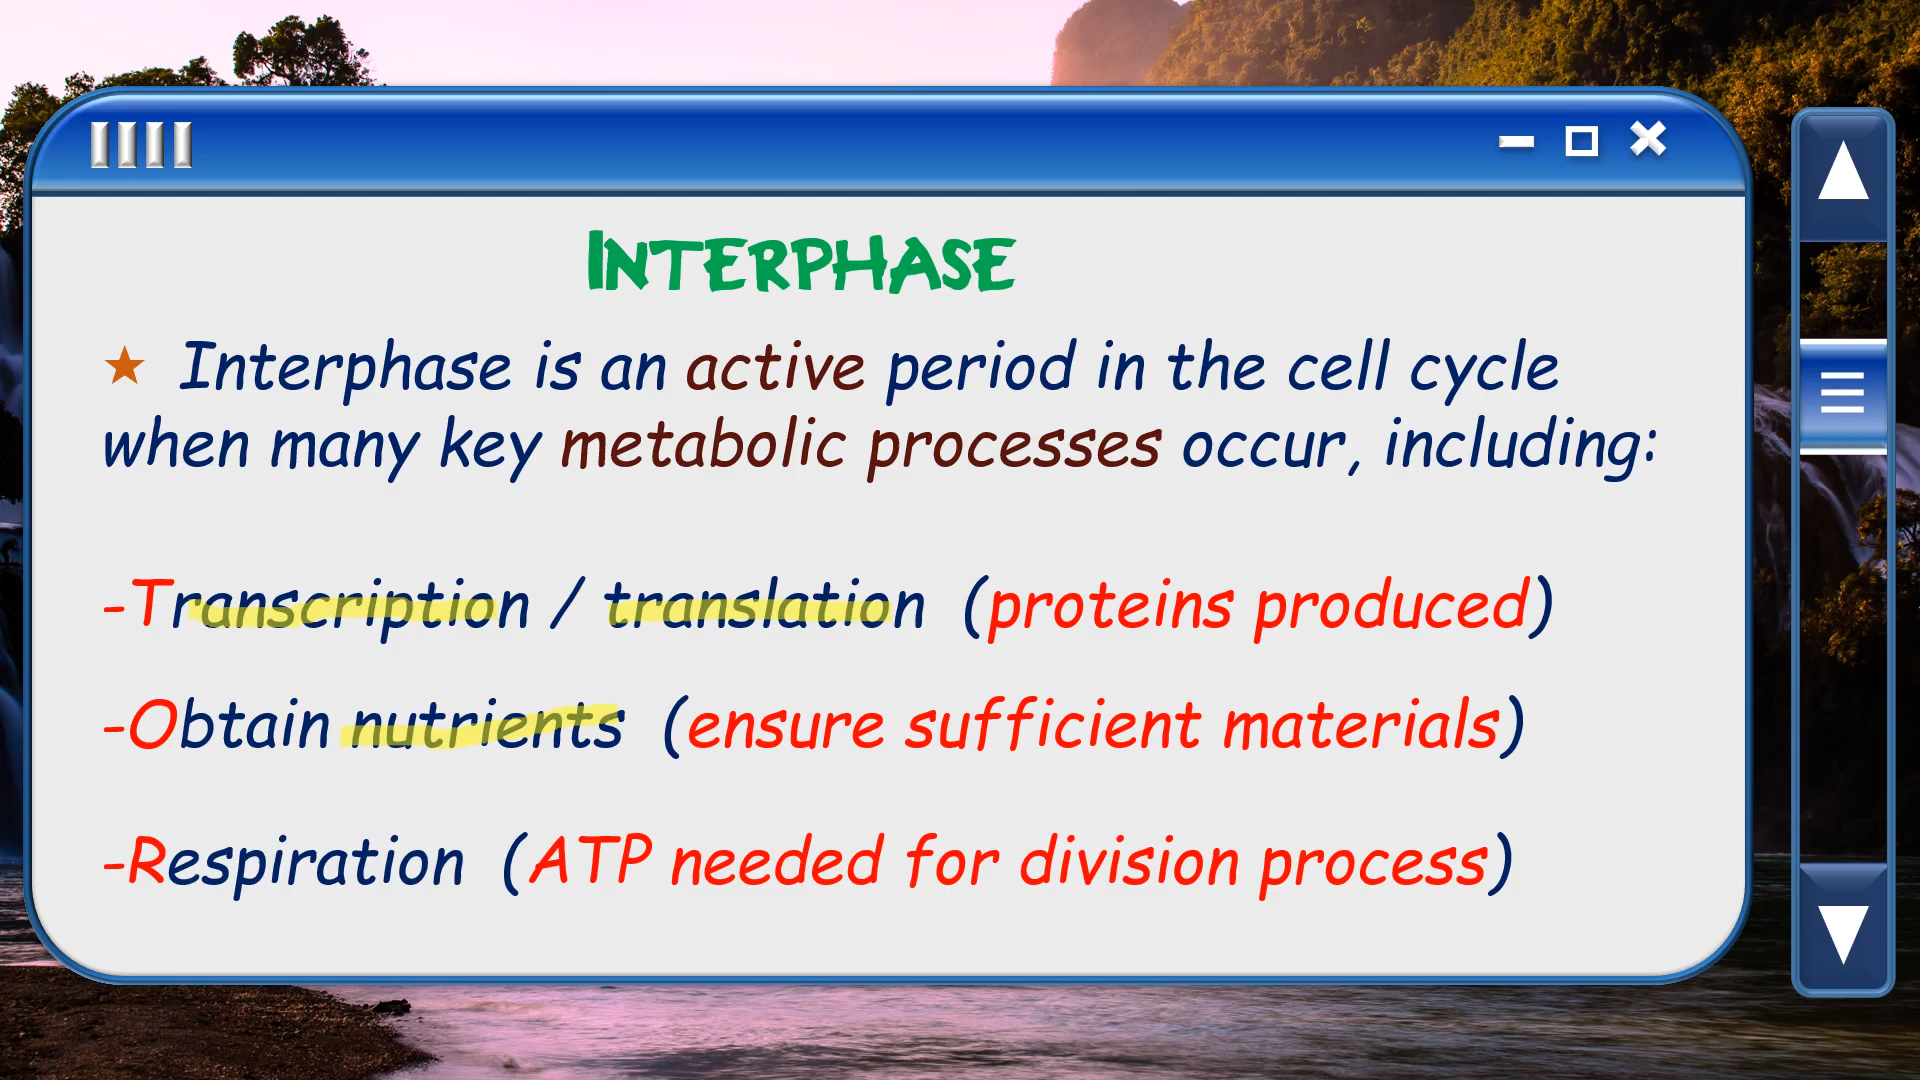 INTERPHASE
★ Interphase is an active period in the cell cycle
when many key metabolic processes occur, including:
-Transcription / translation (proteins produced)
-Obtain nutrients (ensure sufficient materials)
-Respiration (ATP needed for division process)